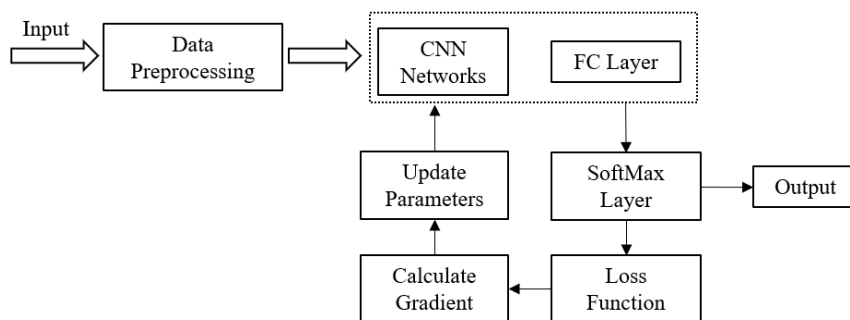 Input
Data
Preprocessing
CNN
Networks
FC Layer
Update
Parameters
SoftMax
Layer
Output
Calculate
Gradient
Loss
Function